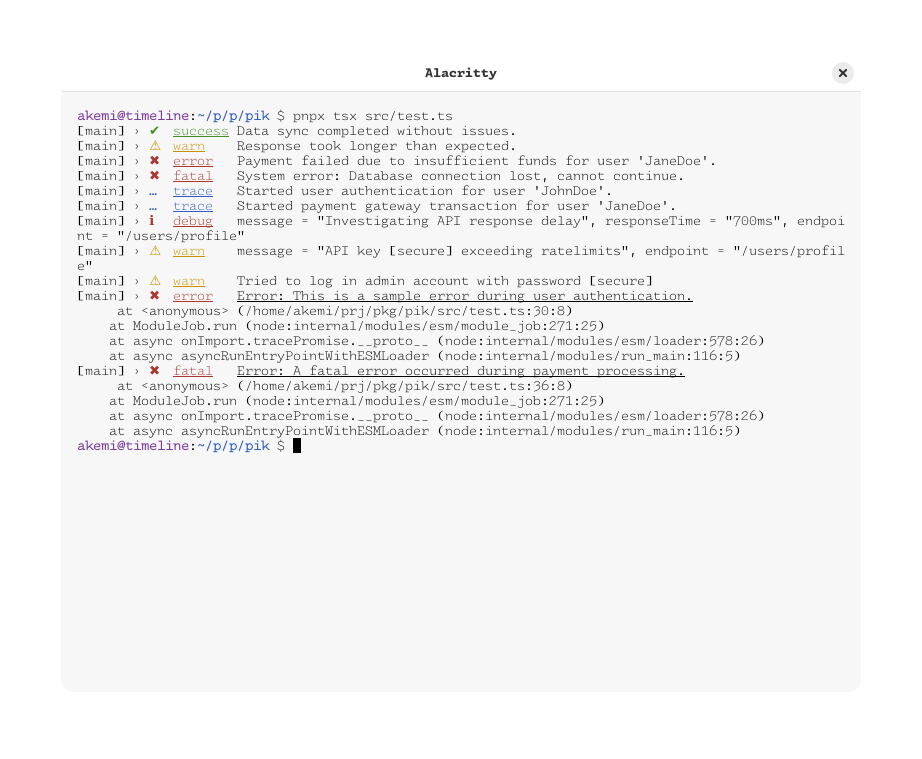 Alacritty
akemi@timeline:~/p/p/pik $ pnpx tsx src/test.ts
[main] › ✔ success Data sync completed without issues.
[main] › ⚠ warn Response took longer than expected.
[main] › ✖ error Payment failed due to insufficient funds for user 'JaneDoe'.
[main] › ✖ fatal System error: Database connection lost, cannot continue.
[main] › … trace Started user authentication for user 'JohnDoe'.
[main] › … trace Started payment gateway transaction for user 'JaneDoe'.
[main] › ℹ debug message = "Investigating API response delay", responseTime = "700ms", endpoi
nt = "/users/profile"
[main] › ⚠ warn message = "API key [secure] exceeding ratelimits", endpoint = "/users/profil
e"
[main] › ⚠ warn Tried to log in admin account with password [secure]
[main] › ✖ error Error: This is a sample error during user authentication.
at <anonymous> (/home/akemi/prj/pkg/pik/src/test.ts:30:8)
at ModuleJob.run (node:internal/modules/esm/module_job:271:25)
at async onImport.tracePromise.__proto__ (node:internal/modules/esm/loader:578:26)
at async asyncRunEntryPointWithESMLoader (node:internal/modules/run_main:116:5)
[main] › ✖ fatal Error: A fatal error occurred during payment processing.
at <anonymous> (/home/akemi/prj/pkg/pik/src/test.ts:36:8)
at ModuleJob.run (node:internal/modules/esm/module_job:271:25)
at async onImport.tracePromise.__proto__ (node:internal/modules/esm/loader:578:26)
at async asyncRunEntryPointWithESMLoader (node:internal/modules/run_main:116:5)
akemi@timeline:~/p/p/pik $